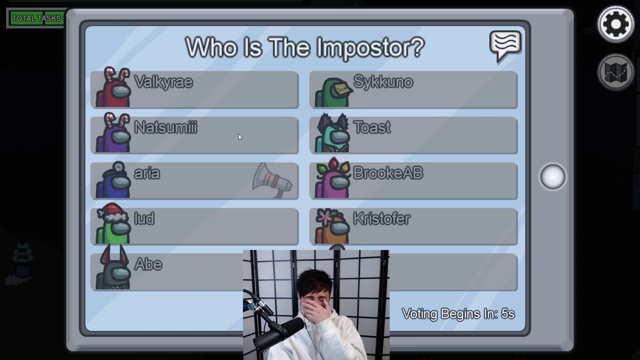 TOTAL TASKS
Who Is The Impostor?
Valkyrae
Sykkuno
Natsumiii
Toast
aria
BrookeAB
lud
Kristofer
Abe
Voting Begins In: 5s